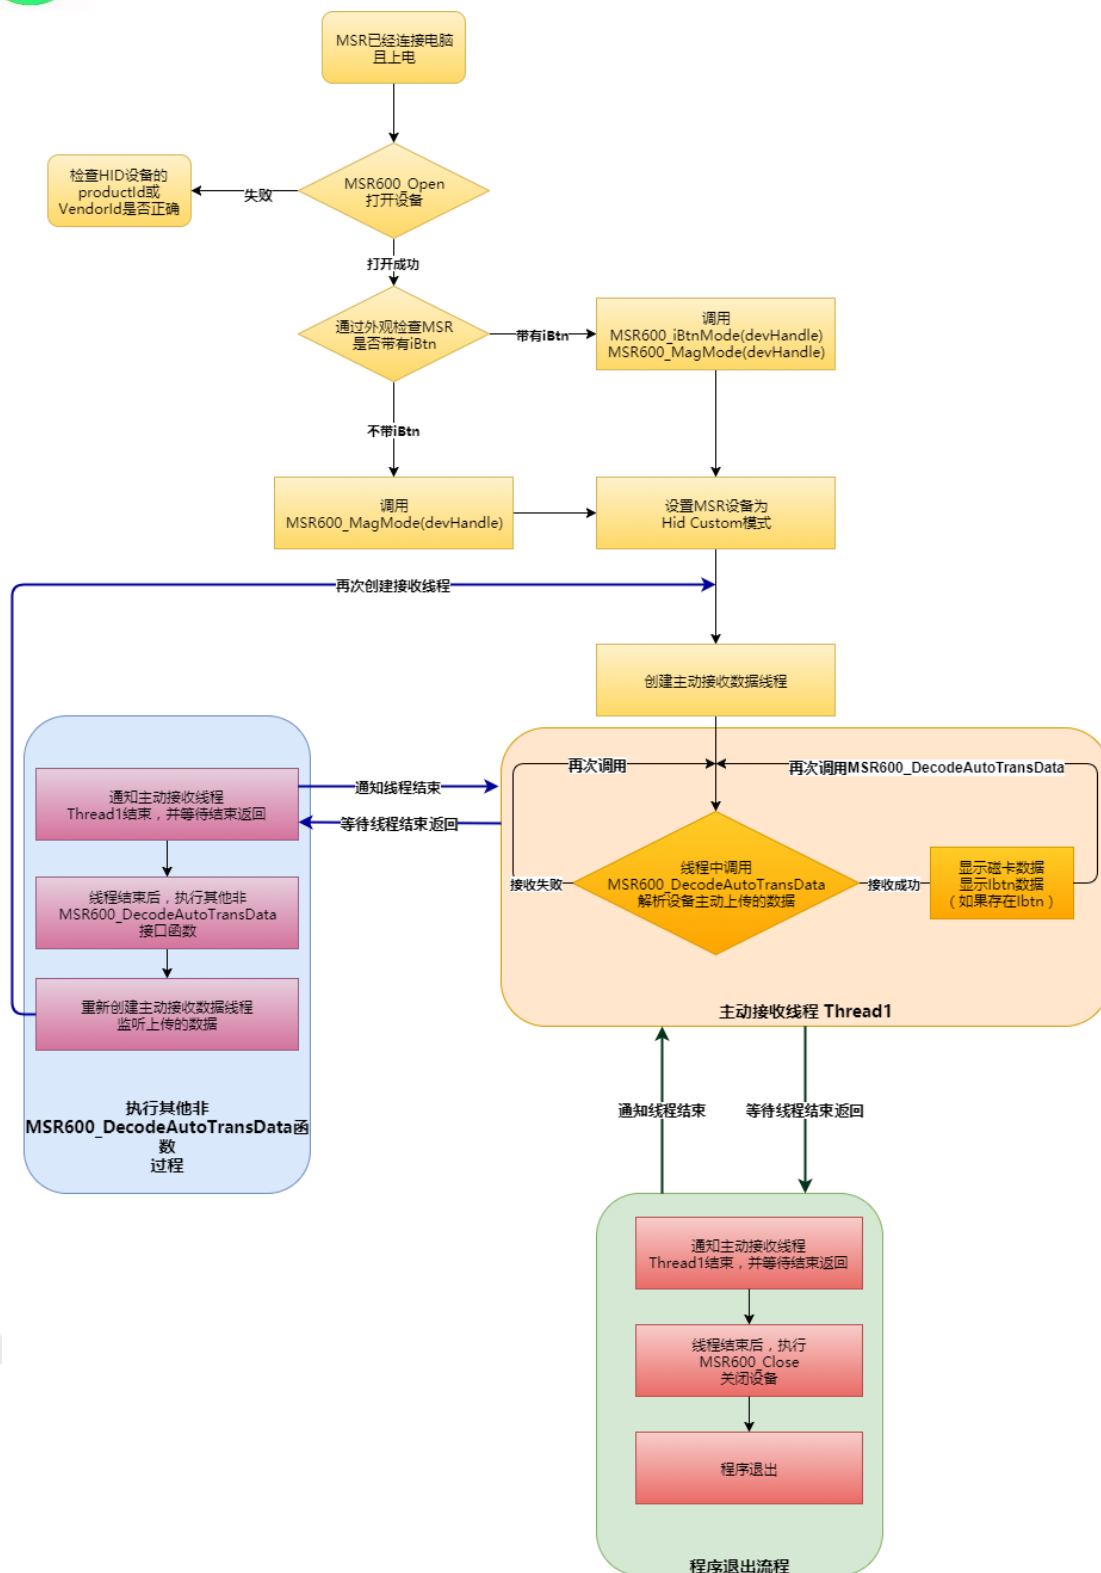 MSR已经连接电脑
且上电
MSR600_Open
打开设备
失败
检查HID设备的
productId或
VendorId是否正确
打开成功
通过外观检查MSR
是否带有iBtn
带有iBtn
调用
MSR600_iBtnMode(devHandle)
MSR600_MagMode(devHandle)
不带iBtn
调用
MSR600_MagMode(devHandle)
设置MSR设备为
Hid Custom模式
再次创建接收线程
创建主动接收数据线程
再次调用
再次调用MSR600_DecodeAutoTransData
线程中调用
MSR600_DecodeAutoTransData
解析设备主动上传的数据
接收失败
接收成功
显示磁卡数据
显示Ibtn数据
（如果存在Ibtn）
主动接收线程 Thread1
通知线程结束
等待线程结束返回
通知主动接收线程
Thread1结束，并等待结束返回
线程结束后，执行其他非
MSR600_DecodeAutoTransData
接口函数
重新创建主动接收数据线程
监听上传的数据
执行其他非
MSR600_DecodeAutoTransData函
数
过程
通知线程结束
等待线程结束返回
通知主动接收线程
Thread1结束，并等待结束返回
线程结束后，执行
MSR600_Close
关闭设备
程序退出
程序退出流程